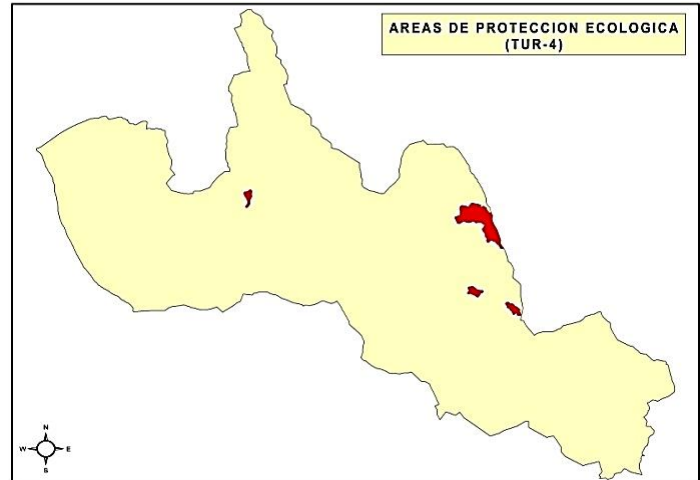 AREAS DE PROTECCION ECOLOGICA
(TUR-4)
N
W E
S